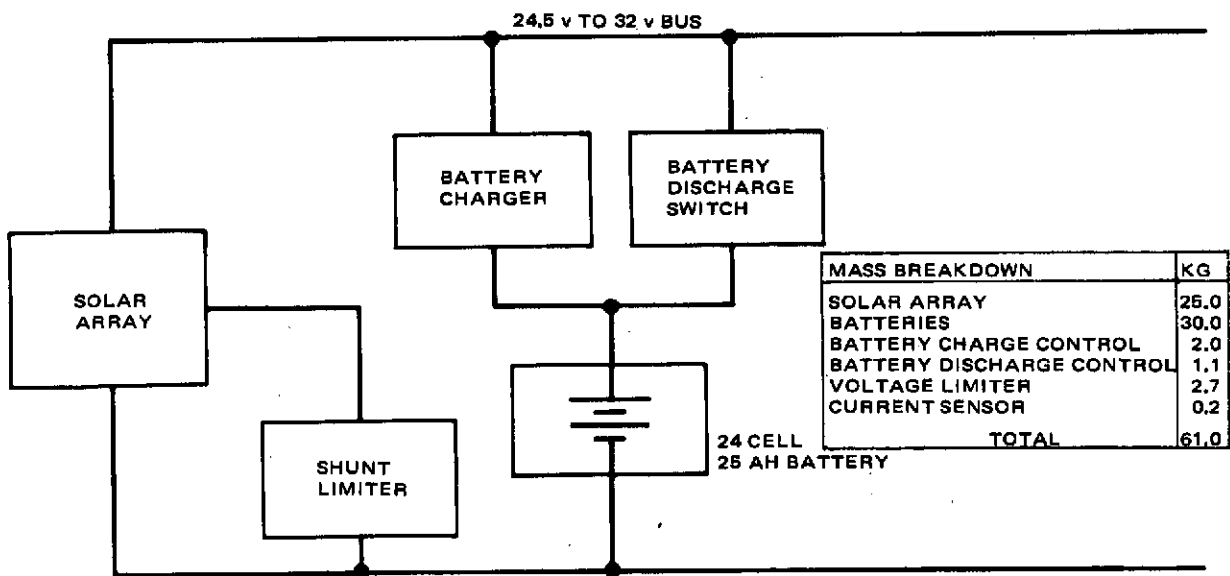 24.5 v TO 32 v BUS
BATTERY
CHARGER
BATTERY
DISCHARGE
SWITCH
SOLAR
ARRAY
SHUNT
LIMITER
24 CELL
25 AH BATTERY
MASS BREAKDOWN KG
SOLAR ARRAY 25.0
BATTERIES 30.0
BATTERY CHARGE CONTROL 2.0
BATTERY DISCHARGE CONTROL 1.1
VOLTAGE LIMITER 2.7
CURRENT SENSOR 0.2
TOTAL 61.0